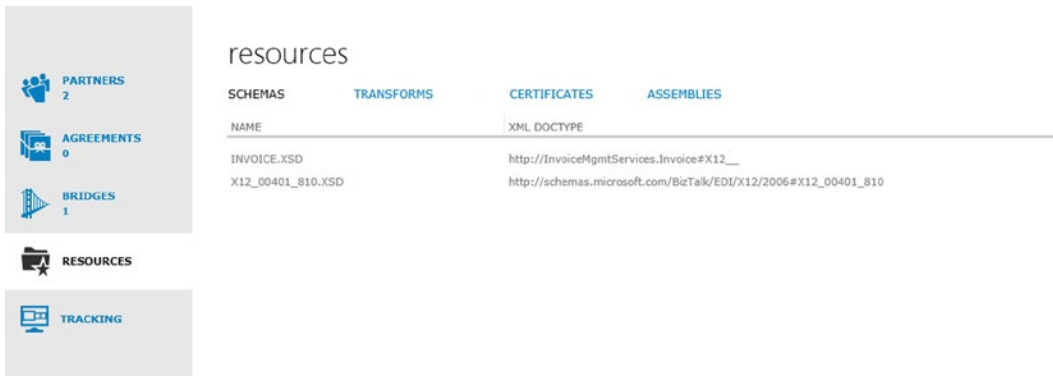 PARTNERS
2
AGREEMENTS
0
BRIDGES
1
RESOURCES
TRACKING
resources
SCHEMAS TRANSFORMS CERTIFICATES ASSEMBLIES
NAME XML DOCTYPE
INVOICE.XSD http://InvoiceMgmtServices.Invoice#X12__
X12_00401_810.XSD http://schemas.microsoft.com/BizTalk/EDI/X12/2006#X12_00401_810